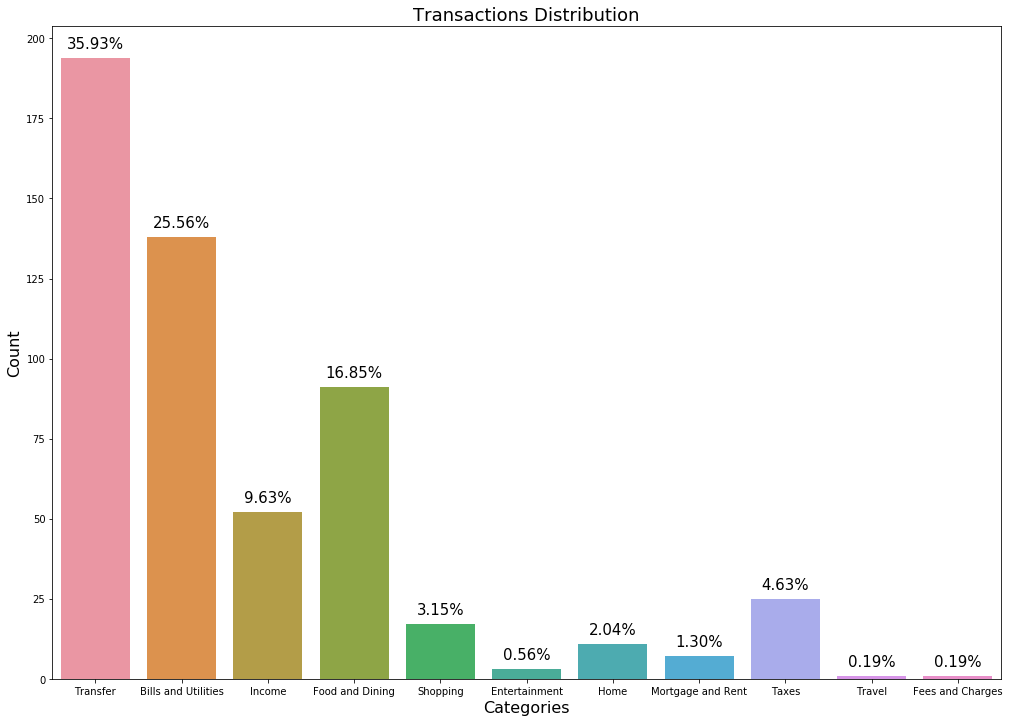 Transactions Distribution
200
175
150
125
100
75
50
25
0
Count
35.93%
25.56%
9.63%
16.85%
3.15%
0.56%
2.04%
1.30%
4.63%
0.19%
0.19%
Transfer
Bills and Utilities
Income
Food and Dining
Shopping
Entertainment
Home
Mortgage and Rent
Taxes
Travel
Fees and Charges
Categories